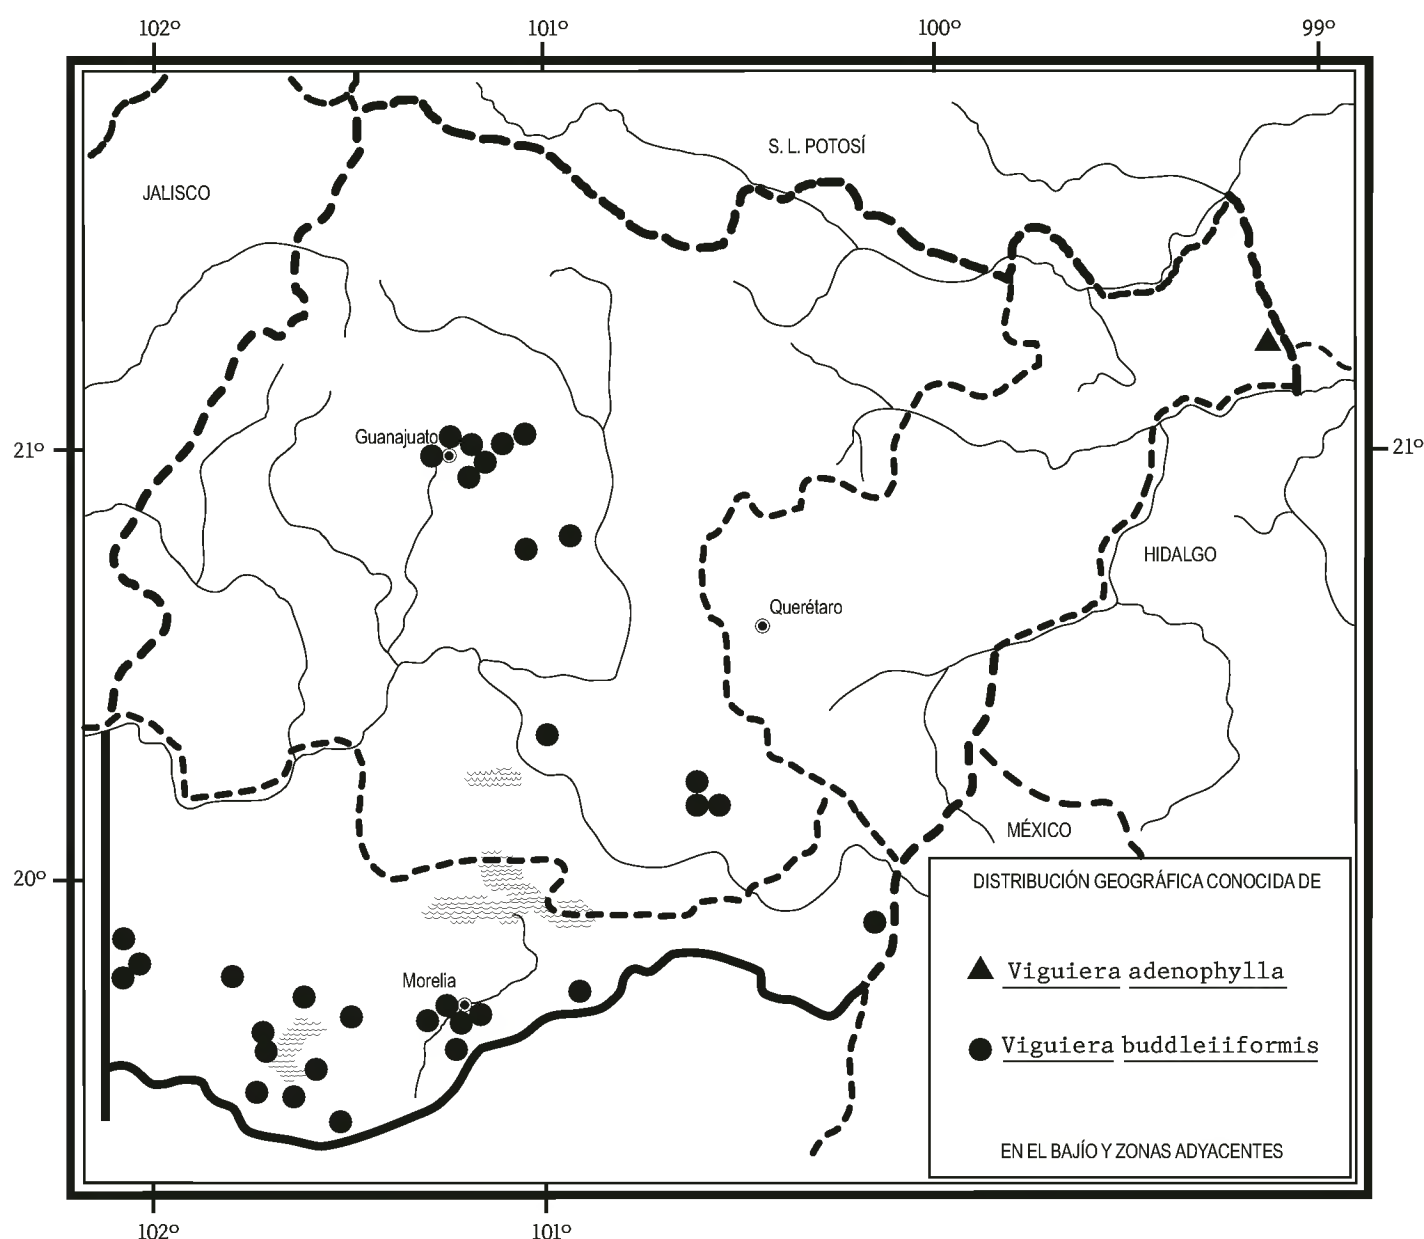 102° 101° 100° 99°
S. L. POTOSÍ
JALISCO
Guanajuato
21° 21°
HIDALGO
Querétaro
MÉXICO
20°
DISTRIBUCIÓN GEOGRÁFICA CONOCIDA DE
Viguiera adenophylla
Morelia
Viguiera buddleiiformis
EN EL BAJÍO Y ZONAS ADYACENTES
102° 101°